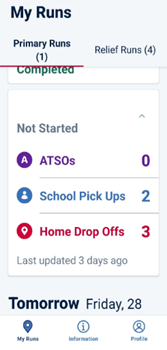 My Runs
Primary Runs
(1)
Relief Runs (4)
Completed
Not Started
A ATSOs 0
School Pick Ups 2
Home Drop Offs 3
Last updated 3 days ago
Tomorrow Friday, 28
My Runs Information Profile